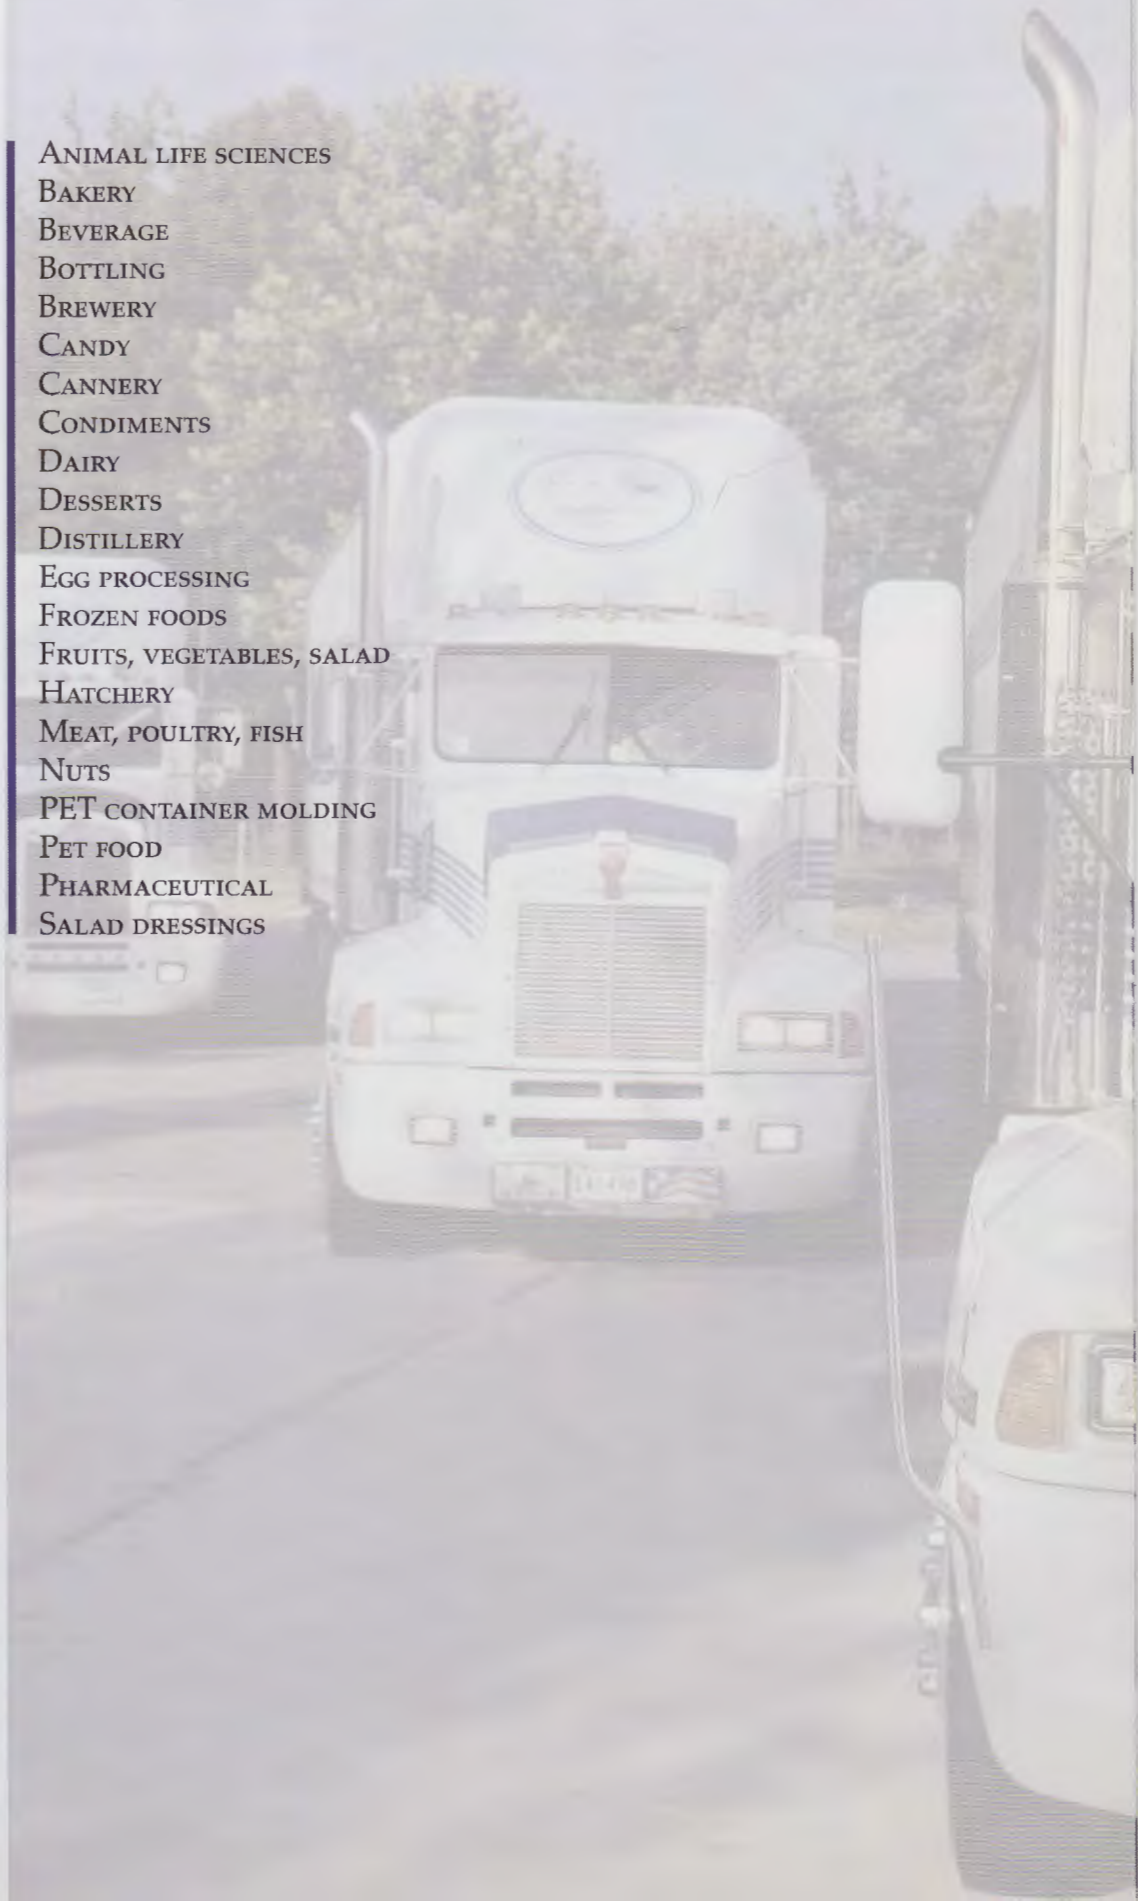 Animal life sciences
Bakery
Beverage
Bottling
Brewery
Candy
Cannery
Condiments
Dairy
Desserts
Distillery
Egg processing
Frozen foods
Fruits, vegetables, salad
Hatchery
Meat, poultry, fish
Nuts
PET container molding
Pet food
Pharmaceutical
Salad dressings